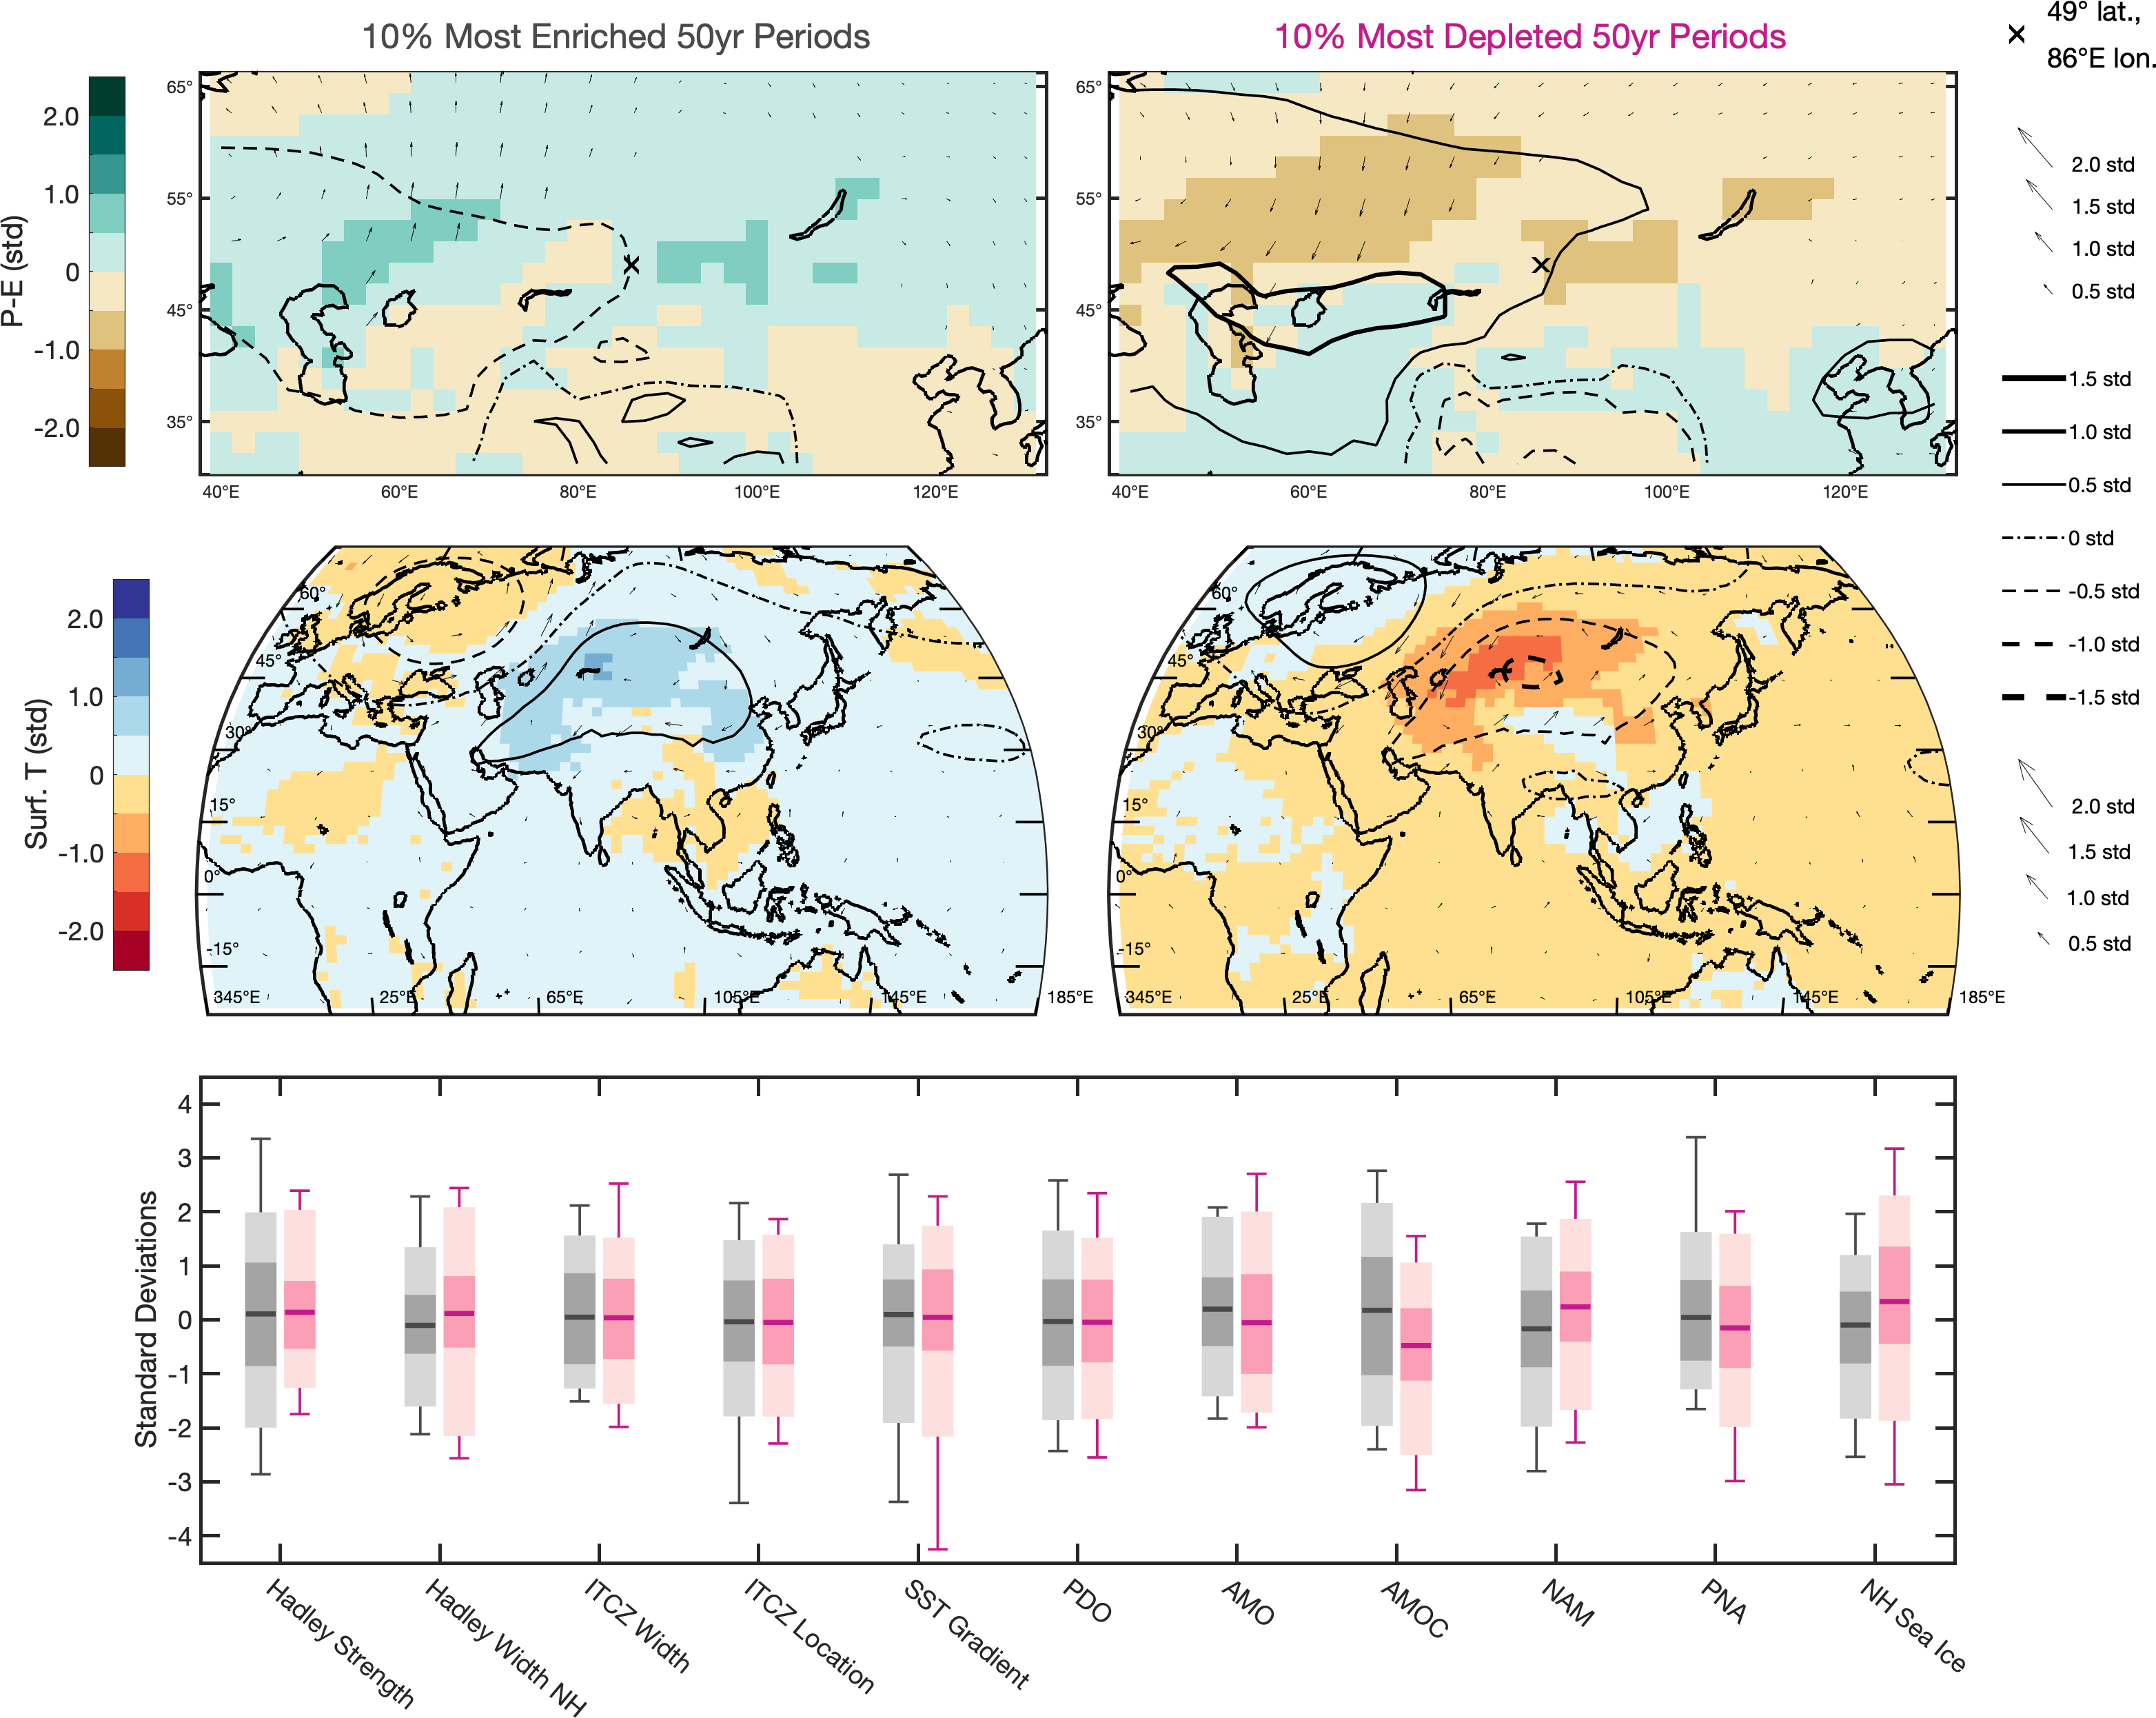 10% Most Enriched 50yr Periods
10% Most Depleted 50yr Periods
49° lat.,
86°E lon.
P-E (std)
2.0
1.0
0
-1.0
-2.0
65°
55°
45°
35°
40°E 60°E 80°E 100°E 120°E
65°
55°
45°
35°
40°E 60°E 80°E 100°E 120°E
2.0 std
1.5 std
1.0 std
0.5 std
1.5 std
1.0 std
0.5 std
0 std
-0.5 std
-1.0 std
-1.5 std
2.0 std
1.5 std
1.0 std
0.5 std
Surf. T (std)
2.0
1.0
0
-1.0
-2.0
60°
45°
30°
15°
0°
-15°
345°E 25°E 65°E 105°E 145°E 185°E
60°
45°
30°
15°
0°
-15°
345°E 25°E 65°E 105°E 145°E 185°E
Standard Deviations
4
3
2
1
0
-1
-2
-3
-4
Hadley Strength
Hadley Width NH
ITCZ Width
ITCZ Location
SST Gradient
PDO
AMO
AMOC
NAM
PNA
NH Sea Ice